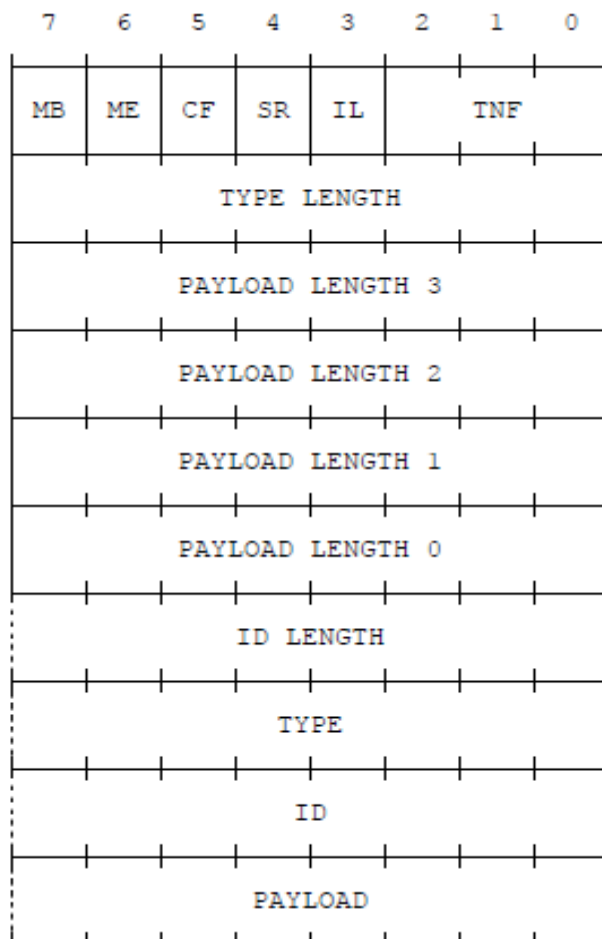 7 6 5 4 3 2 1 0
MB ME CF SR IL TNF
TYPE LENGTH
PAYLOAD LENGTH 3
PAYLOAD LENGTH 2
PAYLOAD LENGTH 1
PAYLOAD LENGTH 0
ID LENGTH
TYPE
ID
PAYLOAD